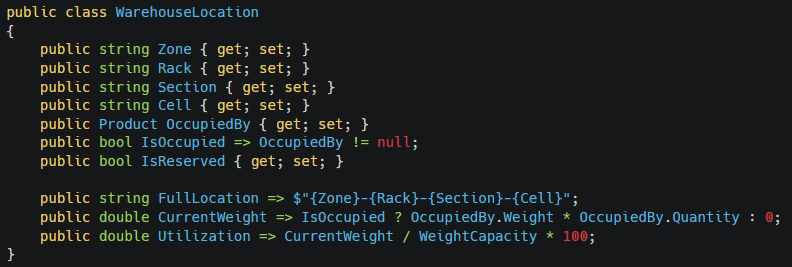 public class WarehouseLocation
{
    public string Zone { get; set; }
    public string Rack { get; set; }
    public string Section { get; set; }
    public string Cell { get; set; }
    public Product OccupiedBy { get; set; }
    public bool IsOccupied => OccupiedBy != null;
    public bool IsReserved { get; set; }

    public string FullLocation => $"{Zone}-{Rack}-{Section}-{Cell}";
    public double CurrentWeight => IsOccupied ? OccupiedBy.Weight * OccupiedBy.Quantity : 0;
    public double Utilization => CurrentWeight / WeightCapacity * 100;
}